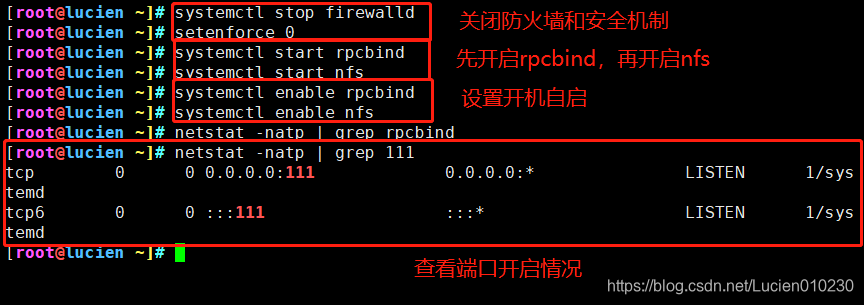 [root@lucien ~]# systemctl stop firewalld 关闭防火墙和安全机制
[root@lucien ~]# setenforce 0
[root@lucien ~]# systemctl start rpcbind 先开启rpcbind，再开启nfs
[root@lucien ~]# systemctl start nfs
[root@lucien ~]# systemctl enable rpcbind 设置开机自启
[root@lucien ~]# systemctl enable nfs
[root@lucien ~]# netstat -natp | grep rpcbind
[root@lucien ~]# netstat -natp | grep 111
tcp 0 0 0.0.0.0:111 0.0.0.0:* LISTEN 1/sys
temd
tcp6 0 0 :::111 :::* LISTEN 1/sys
temd
[root@lucien ~]#
查看端口开启情况
https://blog.csdn.net/Lucien010230